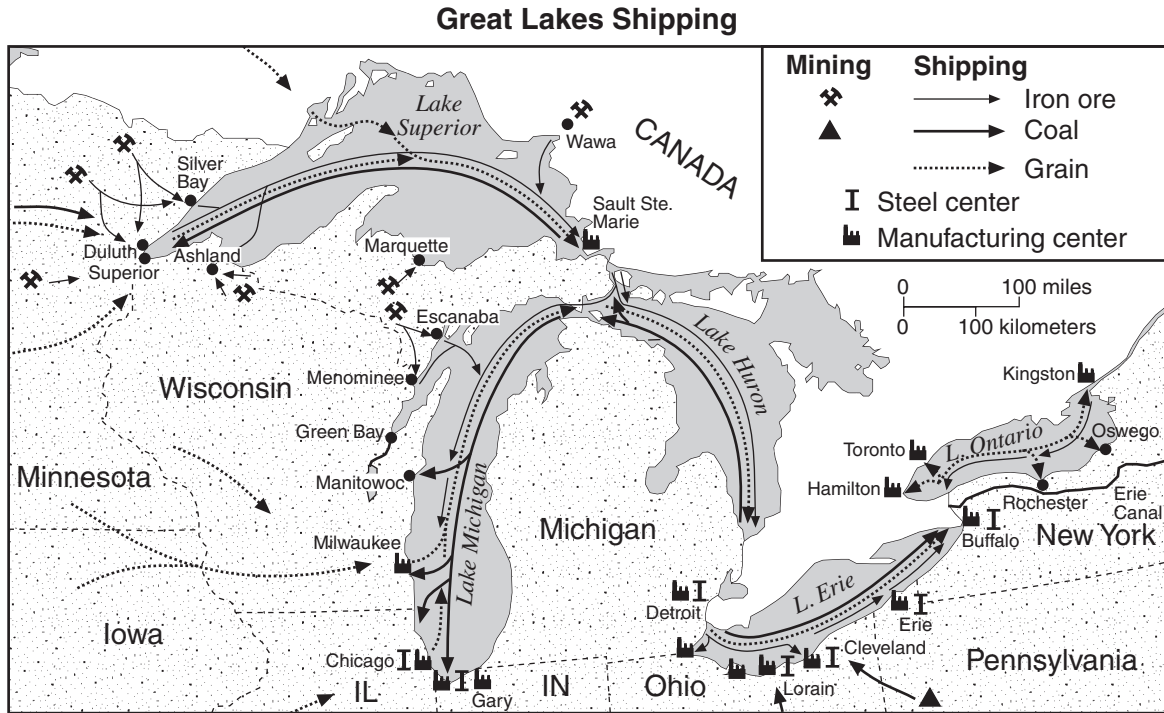 Great Lakes Shipping
Mining
Shipping
Iron ore
Coal
Grain
Steel center
Manufacturing center
0
100 miles
0
100 kilometers
Lake
Superior
Wawa
CANADA
Silver
Bay
Sault Ste.
Marie
Duluth
Superior
Ashland
Marquette
Escanaba
Lake Huron
Wisconsin
Menominee
Kingston
Green Bay
Toronto
L. Ontario
Oswego
Minnesota
Manitowoc
Lake Michigan
Hamilton
Rochester
Erie
Canal
Michigan
Milwaukee
Buffalo
New York
Detroit
L. Erie
Erie
Iowa
Chicago
Cleveland
Pennsylvania
IL
Gary
IN
Ohio
Lorain